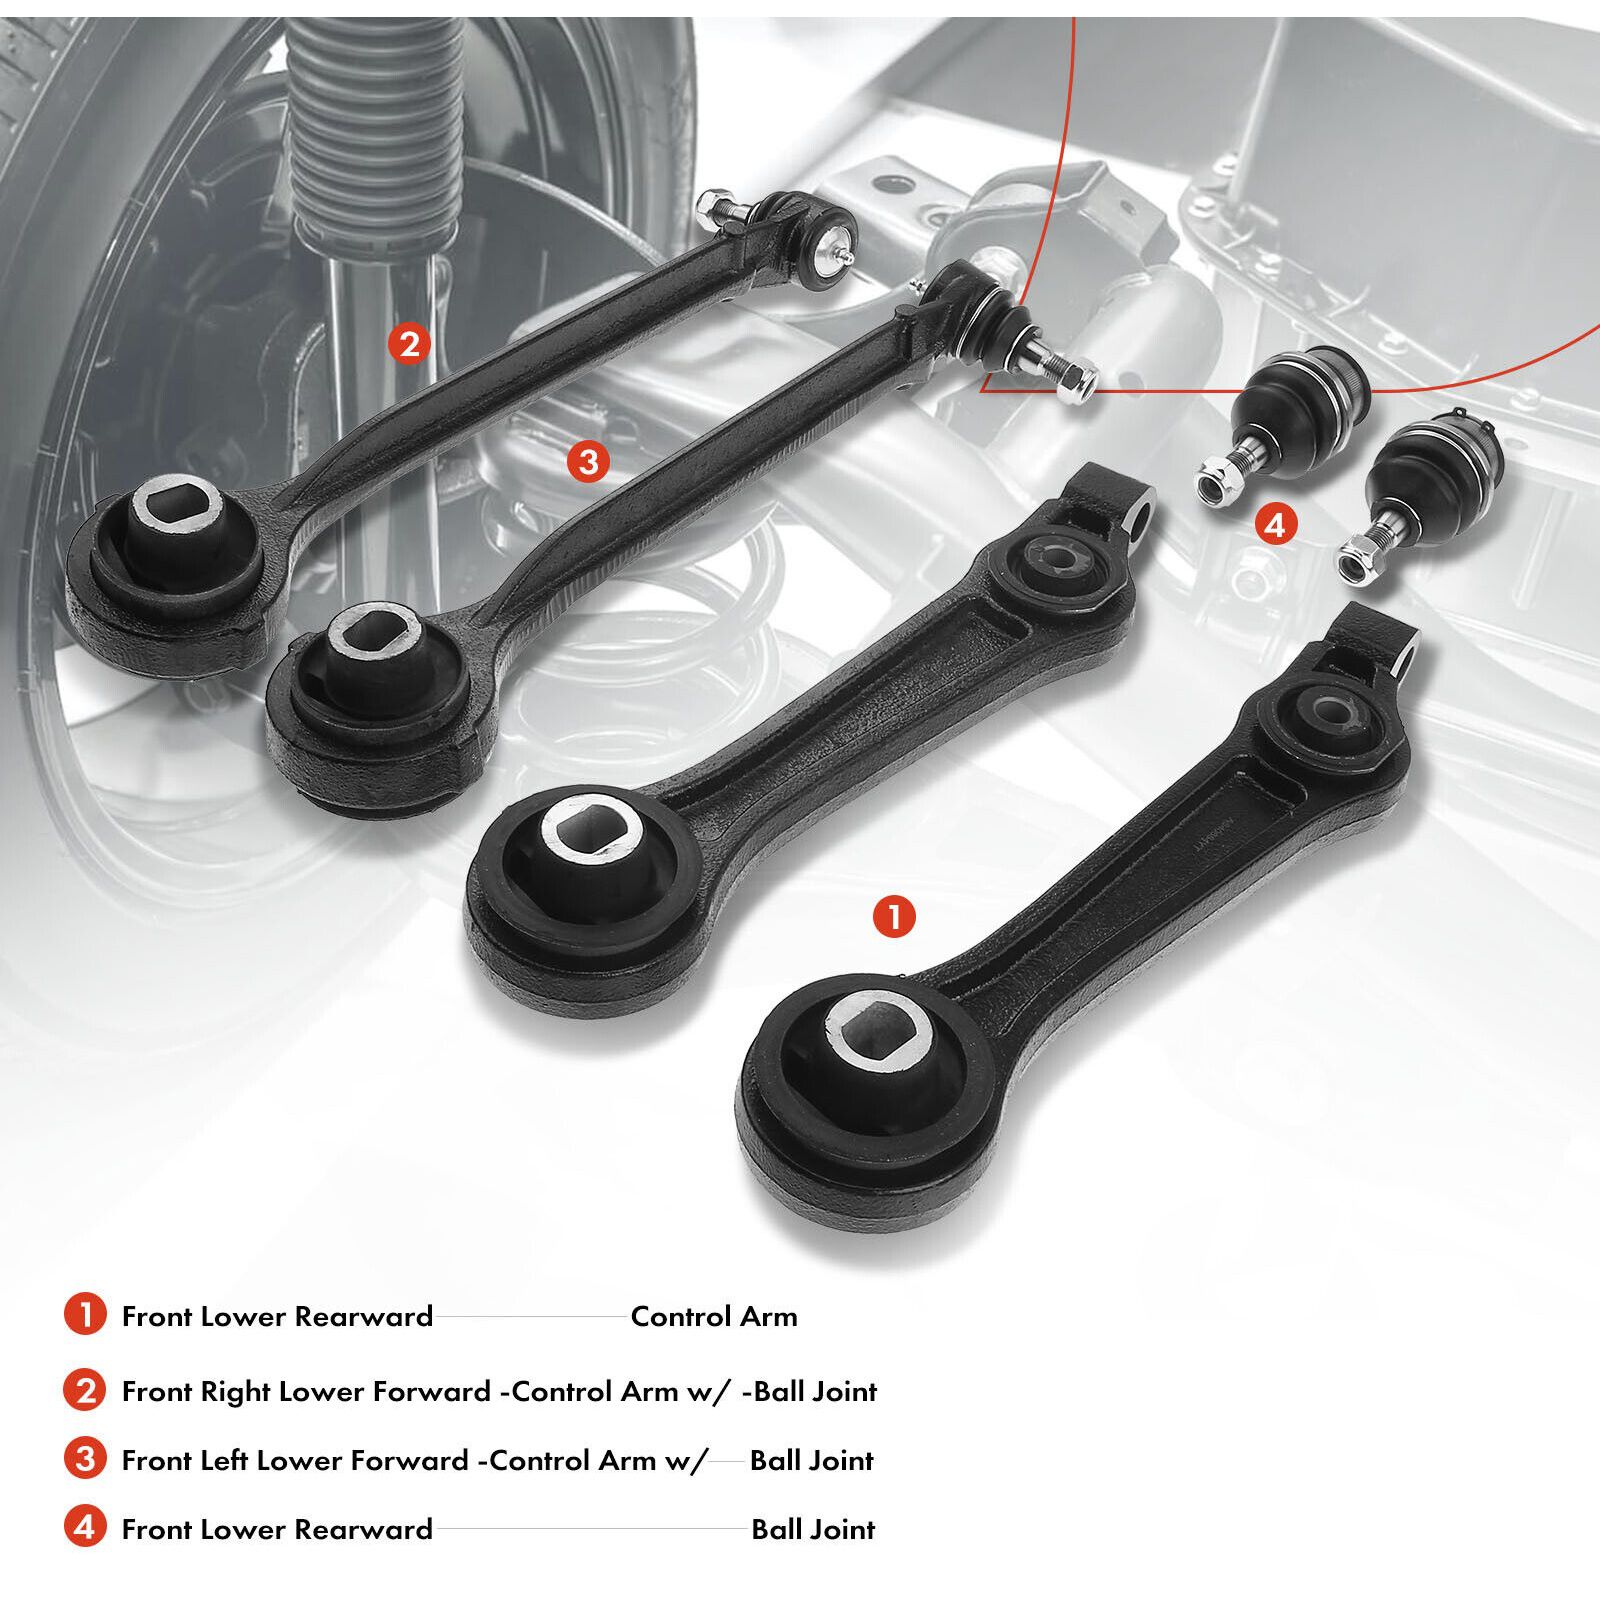 2
3
4
1
1 Front Lower Rearward Control Arm
2 Front Right Lower Forward -Control Arm w/ -Ball Joint
3 Front Left Lower Forward -Control Arm w/ Ball Joint
4 Front Lower Rearward Ball Joint